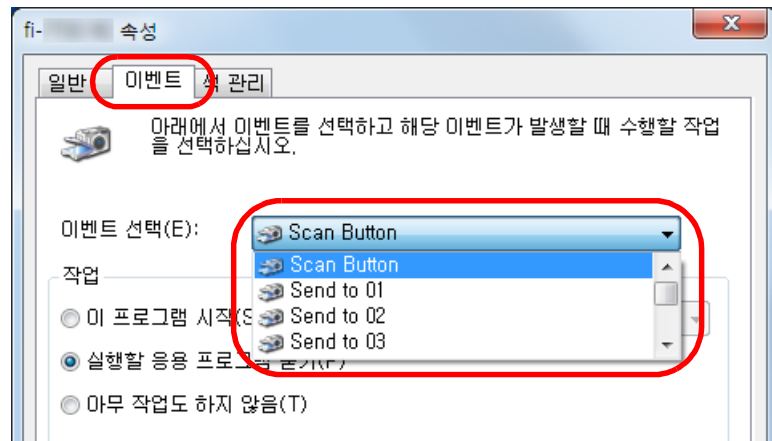 fi- 속성
일반 이벤트 색 관리
아래에서 이벤트를 선택하고 해당 이벤트가 발생할 때 수행할 작업
을 선택하십시오.
이벤트 선택(E): Scan Button
Scan Button
Send to 01
Send to 02
Send to 03
작업
이 프로그램 시작(S
실행할 응용 프로그램 묻기(P)
아무 작업도 하지 않음(T)